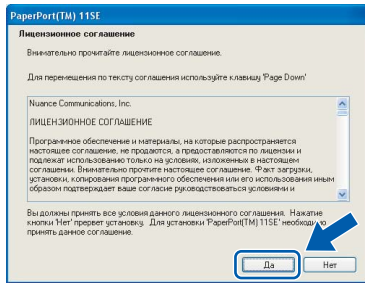 PaperPort(TM) 11SE
Лицензионное соглашение
Внимательно прочитайте лицензионное соглашение.
Для перемещения по тексту соглашения используйте клавишу 'Page Down'
Nuance Communications, Inc.
ЛИЦЕНЗИОННОЕ СОГЛАШЕНИЕ
Программное обеспечение и материалы, на которые распространяется
настоящее соглашение, не продаются, а предоставляются по лицензии и
подлежат использованию только на условиях, изложенных в настоящем
соглашении. Внимательно прочтите настоящее соглашение. Факт загрузки,
установки, копирования программного обеспечения или его использования иным
образом подтверждает ваше согласие руководствоваться условиями и
Вы должны принять все условия данного лицензионного соглашения. Нажатие
кнопки 'Нет' прервет установку. Для установки 'PaperPort(TM) 11SE' необходимо
принять данное соглашение.
Да
Нет